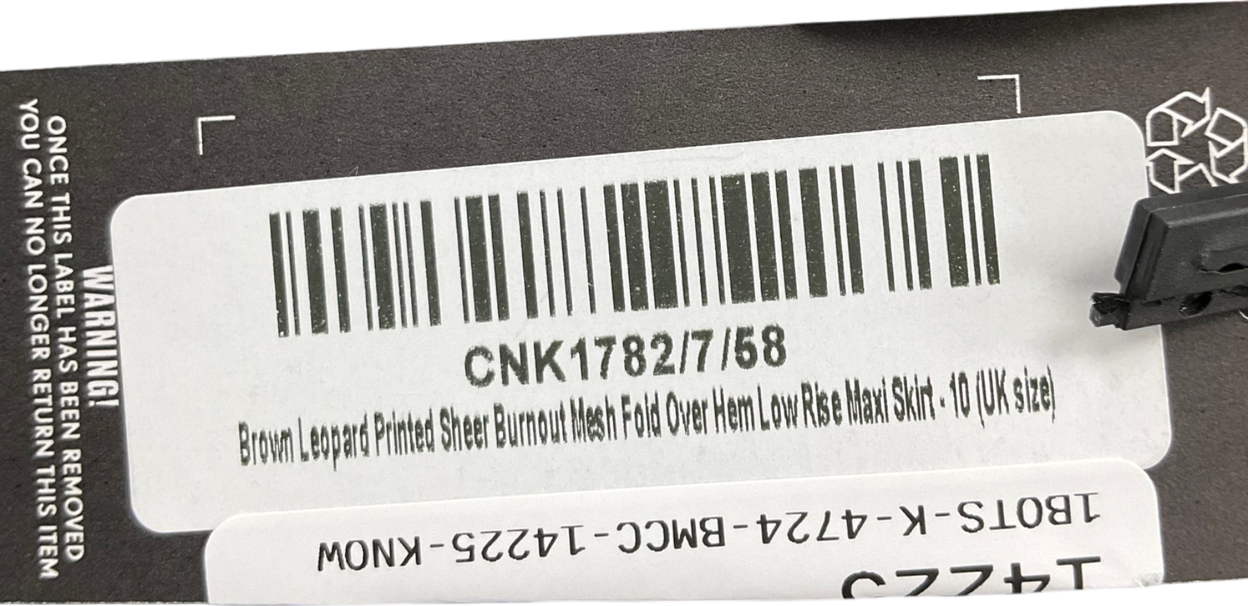 WARNING!
ONCE THIS LABEL HAS BEEN REMOVED
YOU CAN NO LONGER RETURN THIS ITEM
CNK1782/7/58
Brown Leopard Printed Sheer Burnout Mesh Fold Over Hem Low Rise Maxi Skirt - 10 (UK size)
1BOTS-K-4724-BMCC-14225-KNOW
14225